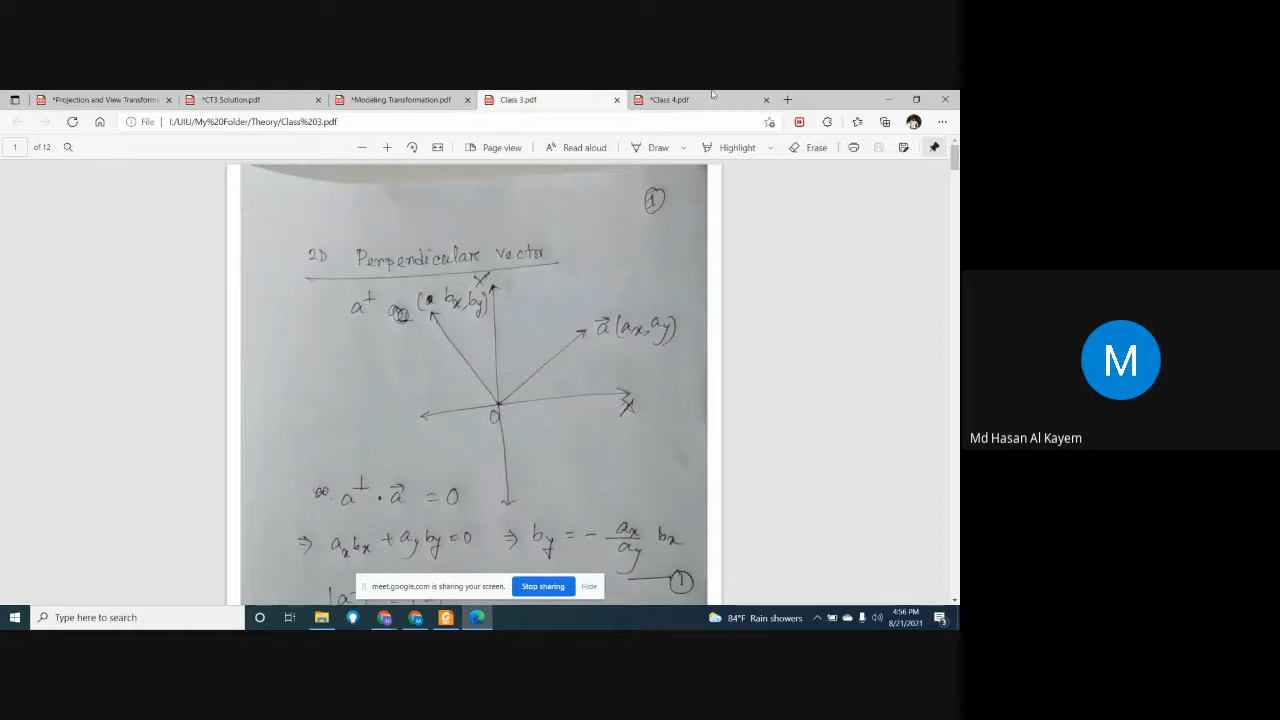 *Projection and View Transform
*CT3 Solution.pdf
*Modeling Transformation.pdf
Class 3.pdf
*Class 4.pdf
File
I:/UIU/My%20Folder/Theory/Class%203.pdf
1 of 12
Page view
Read aloud
Draw
Highlight
Erase
1
2D Perpendiculare vector
X
a⊥ (bx, by)
a⃗ (ax, ay)
X
O
a⊥ . a⃗ = 0
⇒ axbx + ayby = 0 ⇒ by = - ax/ay bx
1
meet.google.com is sharing your screen.
Stop sharing
Hide
Type here to search
84°F Rain showers
4:56 PM
8/21/2021
3
M
Md Hasan Al Kayem